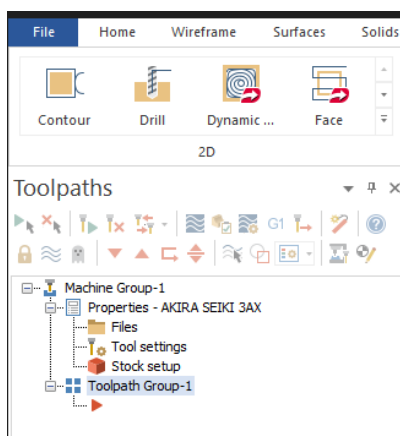 File Home Wireframe Surfaces Solids
Contour Drill Dynamic ... Face
2D
Toolpaths
G1
Machine Group-1
Properties - AKIRA SEIKI 3AX
Files
Tool settings
Stock setup
Toolpath Group-1